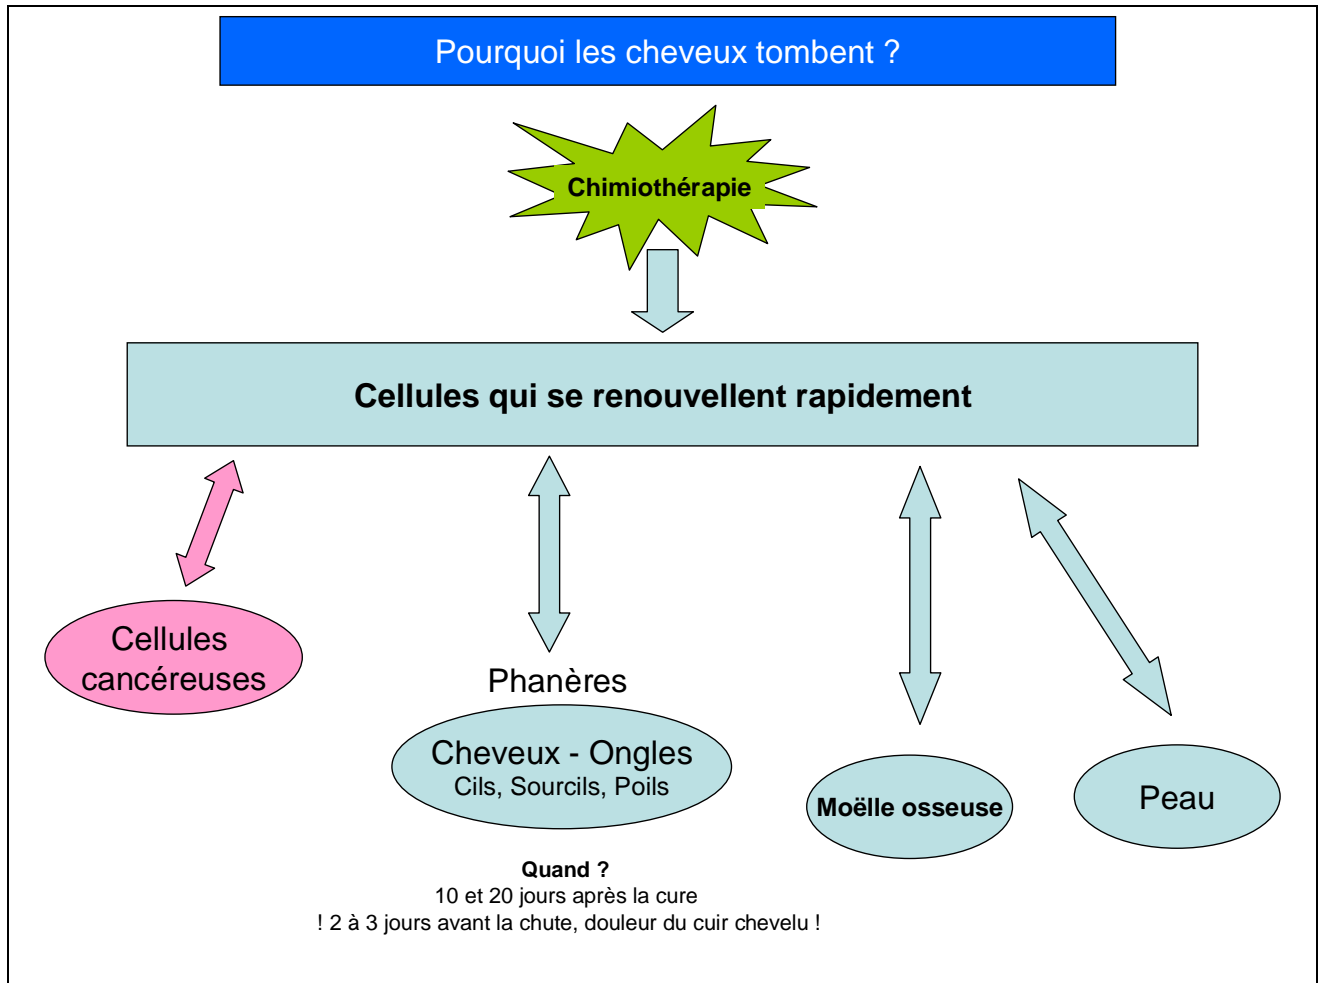 Pourquoi les cheveux tombent ?
Chimiothérapie
Cellules qui se renouvellent rapidement
Cellules
cancéreuses
Phanères
Cheveux - Ongles
Cils, Sourcils, Poils
Moëlle osseuse
Peau
Quand ?
10 et 20 jours après la cure
! 2 à 3 jours avant la chute, douleur du cuir chevelu !